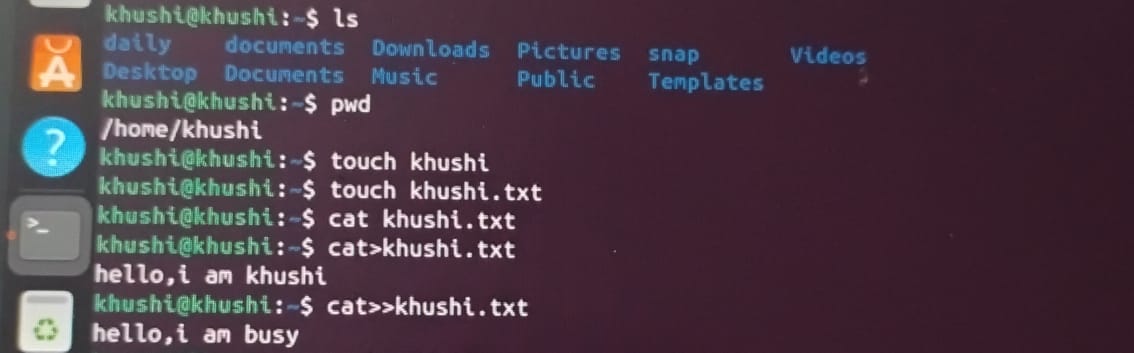 khushi@khushi:~$ ls
daily documents Downloads Pictures snap Videos
Desktop Documents Music Public Templates
khushi@khushi:~$ pwd
/home/khushi
khushi@khushi:~$ touch khushi
khushi@khushi:~$ touch khushi.txt
khushi@khushi:~$ cat khushi.txt
khushi@khushi:~$ cat>khushi.txt
hello,i am khushi
khushi@khushi:~$ cat>>khushi.txt
hello,i am busy